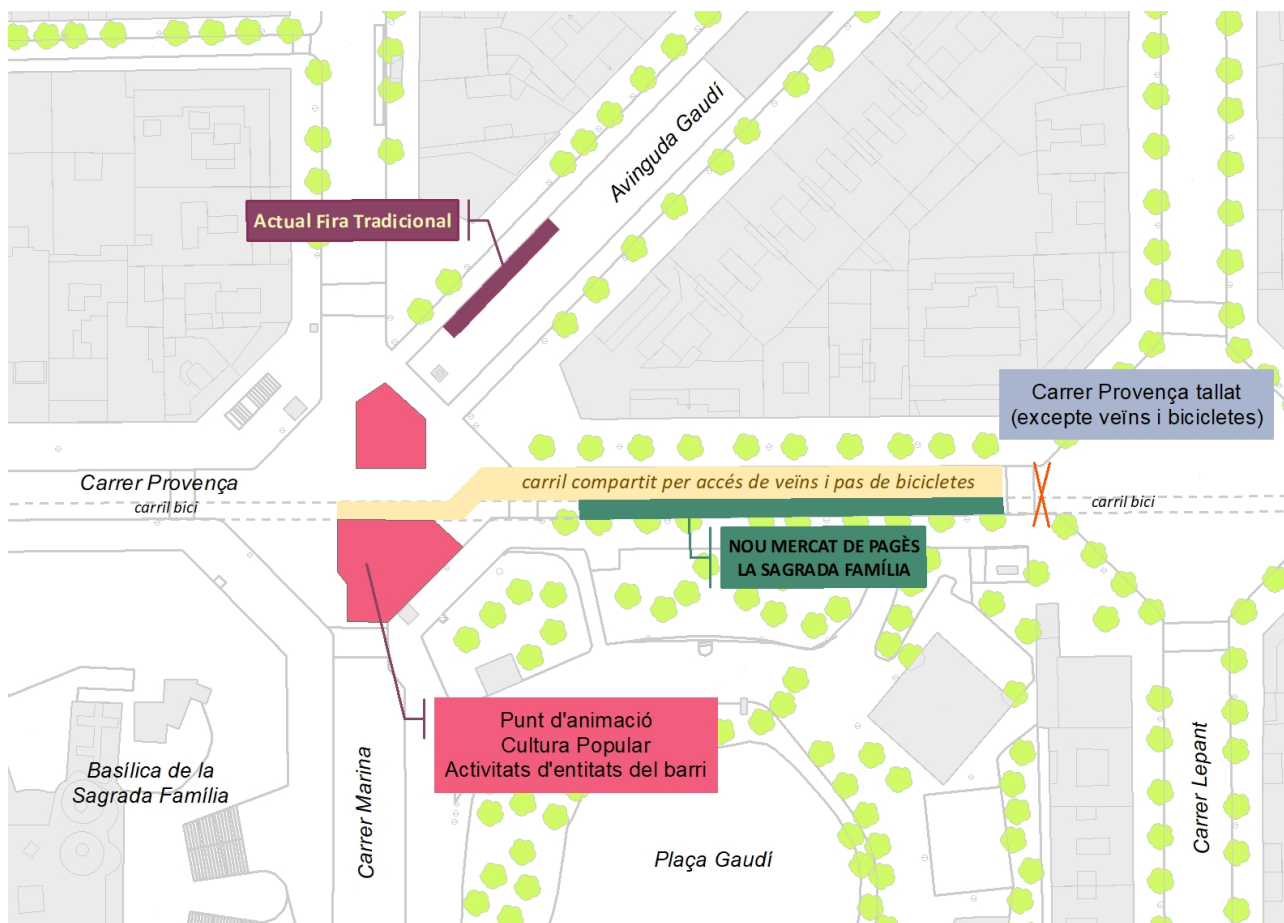 Avinguda Gaudí
Actual Fira Tradicional
Carrer Provença tallat
(excepte veïns i bicicletes)
Carrer Provença
carril bici
carril compartit per accés de veïns i pas de bicicletes
carril bici
NOU MERCAT DE PAGÈS
LA SAGRADA FAMÍLIA
Punt d'animació
Cultura Popular
Activitats d'entitats del barri
Basílica de la
Sagrada Família
Carrer Marina
Plaça Gaudí
Carrer Lepant